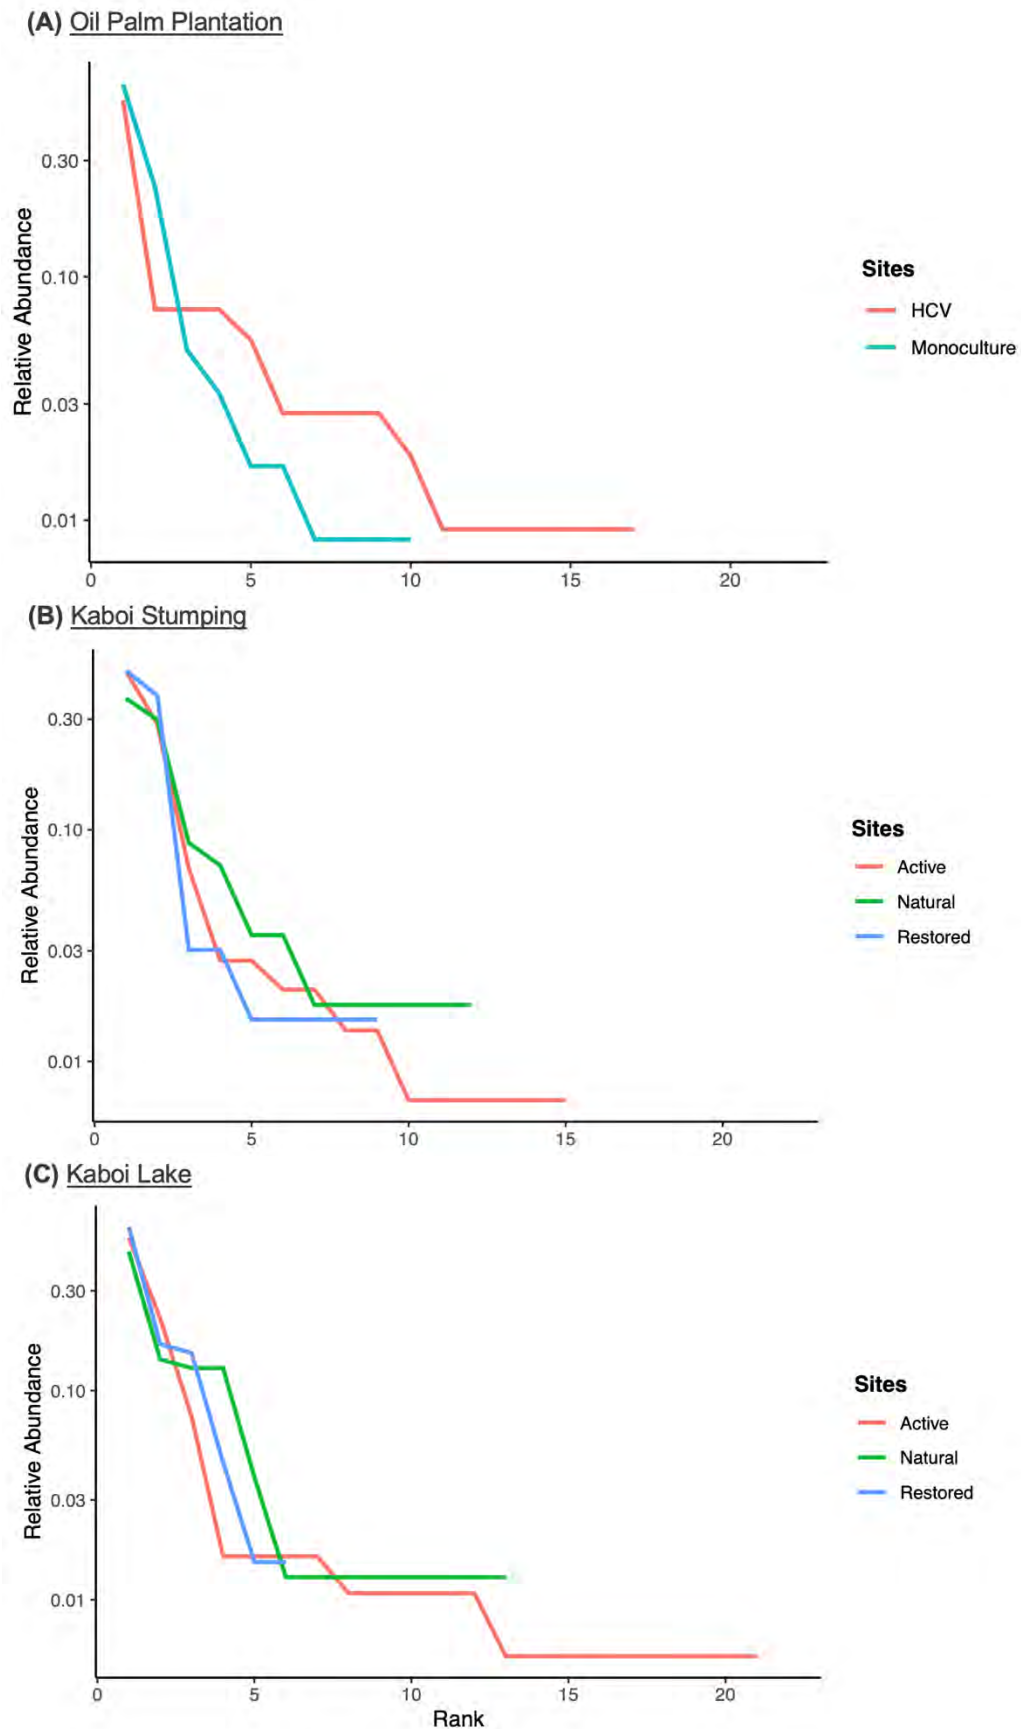 (A) Oil Palm Plantation
0.30
0.10
0.03
0.01
Relative Abundance
0 5 10 15 20
Sites
HCV
Monoculture
(B) Kaboi Stumping
0.30
0.10
0.03
0.01
Relative Abundance
0 5 10 15 20
Sites
Active
Natural
Restored
(C) Kaboi Lake
0.30
0.10
0.03
0.01
Relative Abundance
0 5 10 15 20
Rank
Sites
Active
Natural
Restored